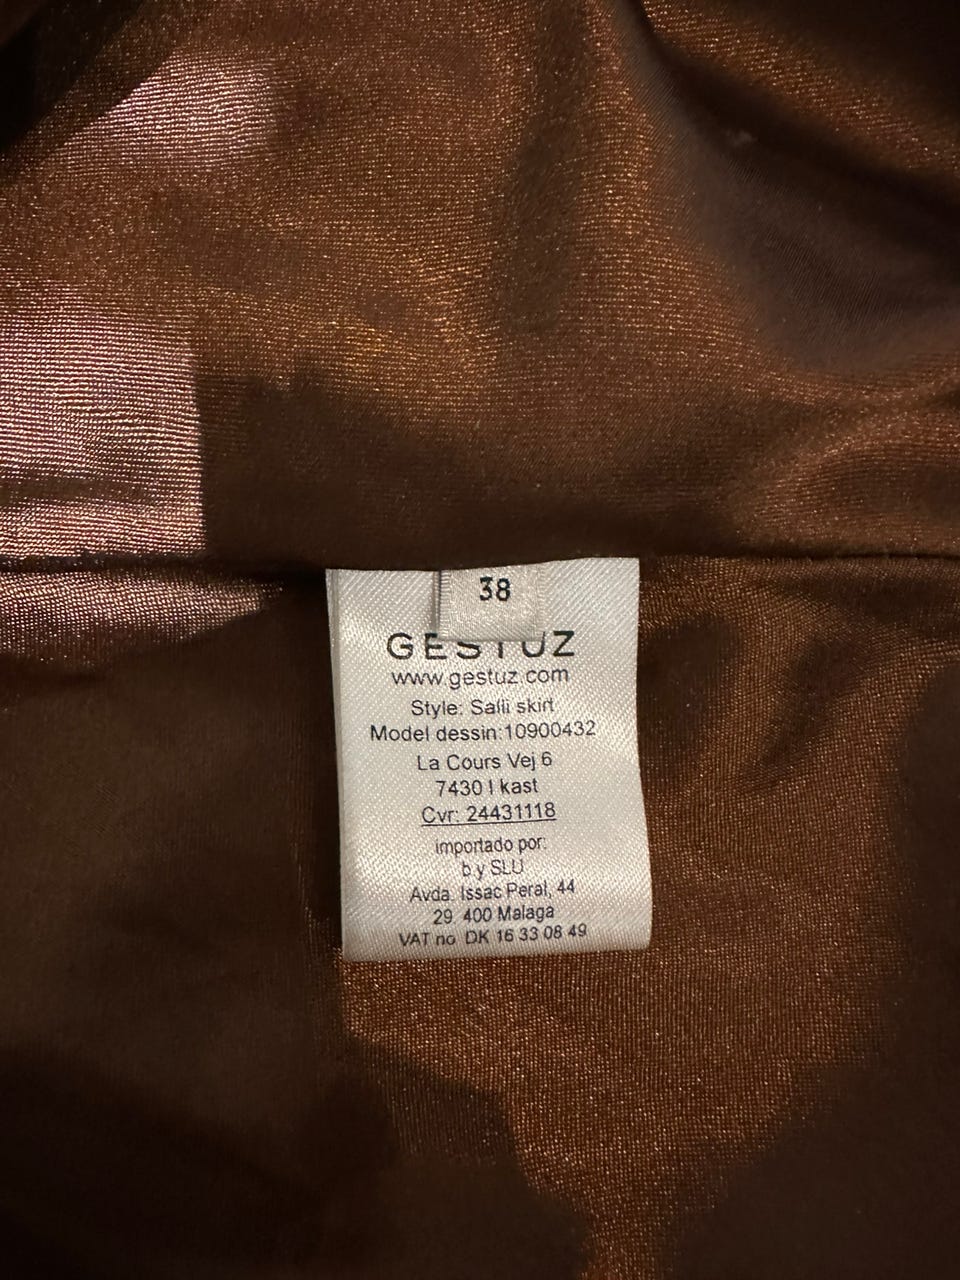 38
GESTUZ
www.gestuz.com
Style: Salli skirt
Model dessin:10900432
La Cours Vej 6
7430 I kast
Cvr: 24431118
importado por:
b.y SLU
Avda. Issac Peral, 44
29 400 Malaga
VAT no DK 16 33 08 49